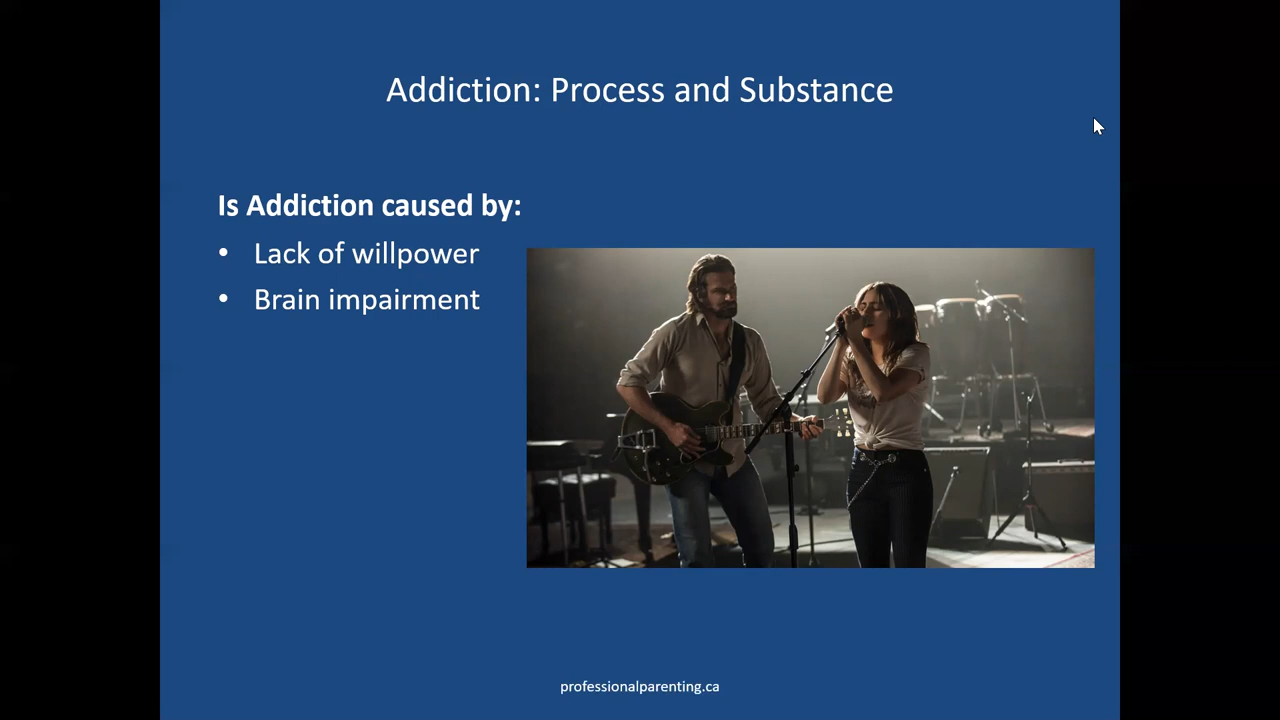 Addiction: Process and Substance
Is Addiction caused by:
• Lack of willpower
• Brain impairment
professionalparenting.ca